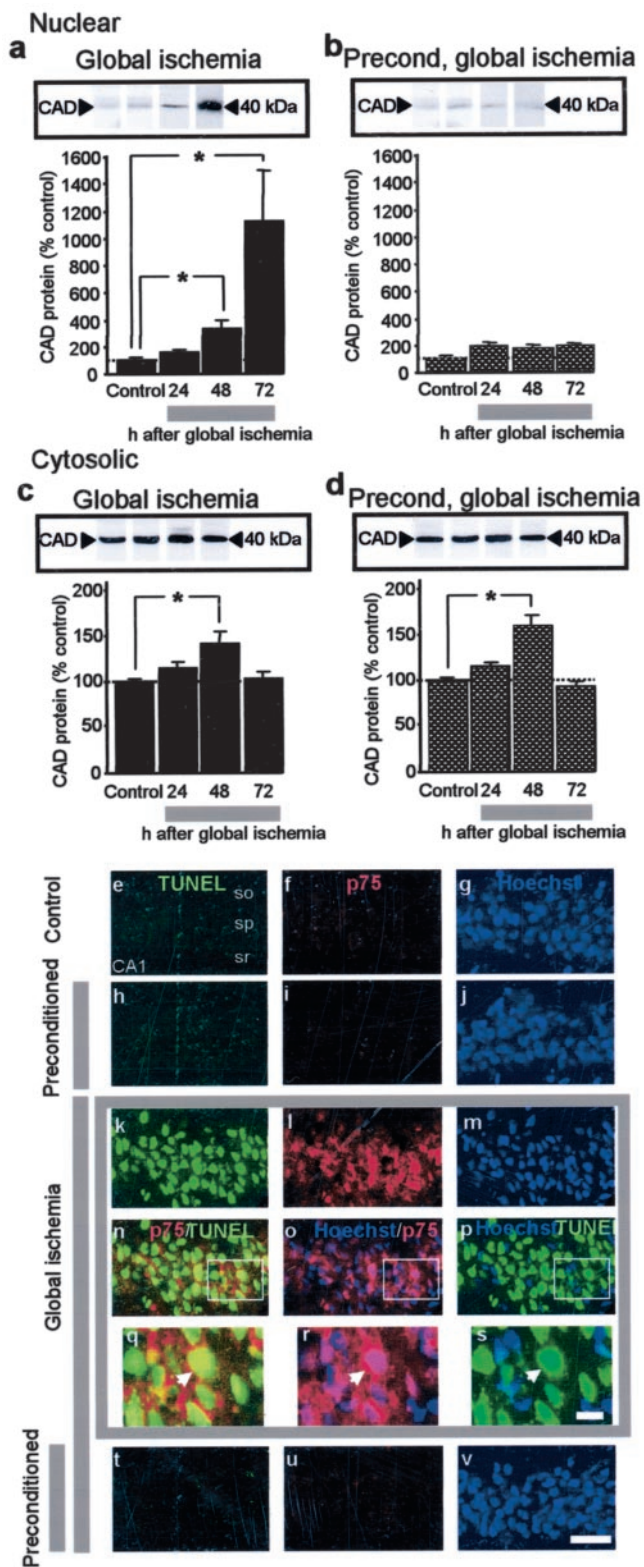 Nuclear
a Global ischemia
b Precond, global ischemia
CAD 40 kDa
CAD 40 kDa
CAD protein (% control)
1600
1400
1200
1000
800
600
400
200
0
*
*
Control 24 48 72
h after global ischemia
CAD protein (% control)
1600
1400
1200
1000
800
600
400
200
0
Control 24 48 72
h after global ischemia
Cytosolic
c Global ischemia
d Precond, global ischemia
CAD 40 kDa
CAD 40 kDa
CAD protein (% control)
200
150
100
50
0
*
Control 24 48 72
h after global ischemia
CAD protein (% control)
200
150
100
50
0
*
Control 24 48 72
h after global ischemia
Control
e TUNEL
so
sp
sr
CA1
f p75
g Hoechst
Preconditioned
h
i
j
Global ischemia
k
l
m
n p75/TUNEL
o Hoechst/p75
p Hoechst/TUNEL
q
r
s
Preconditioned
t
u
v